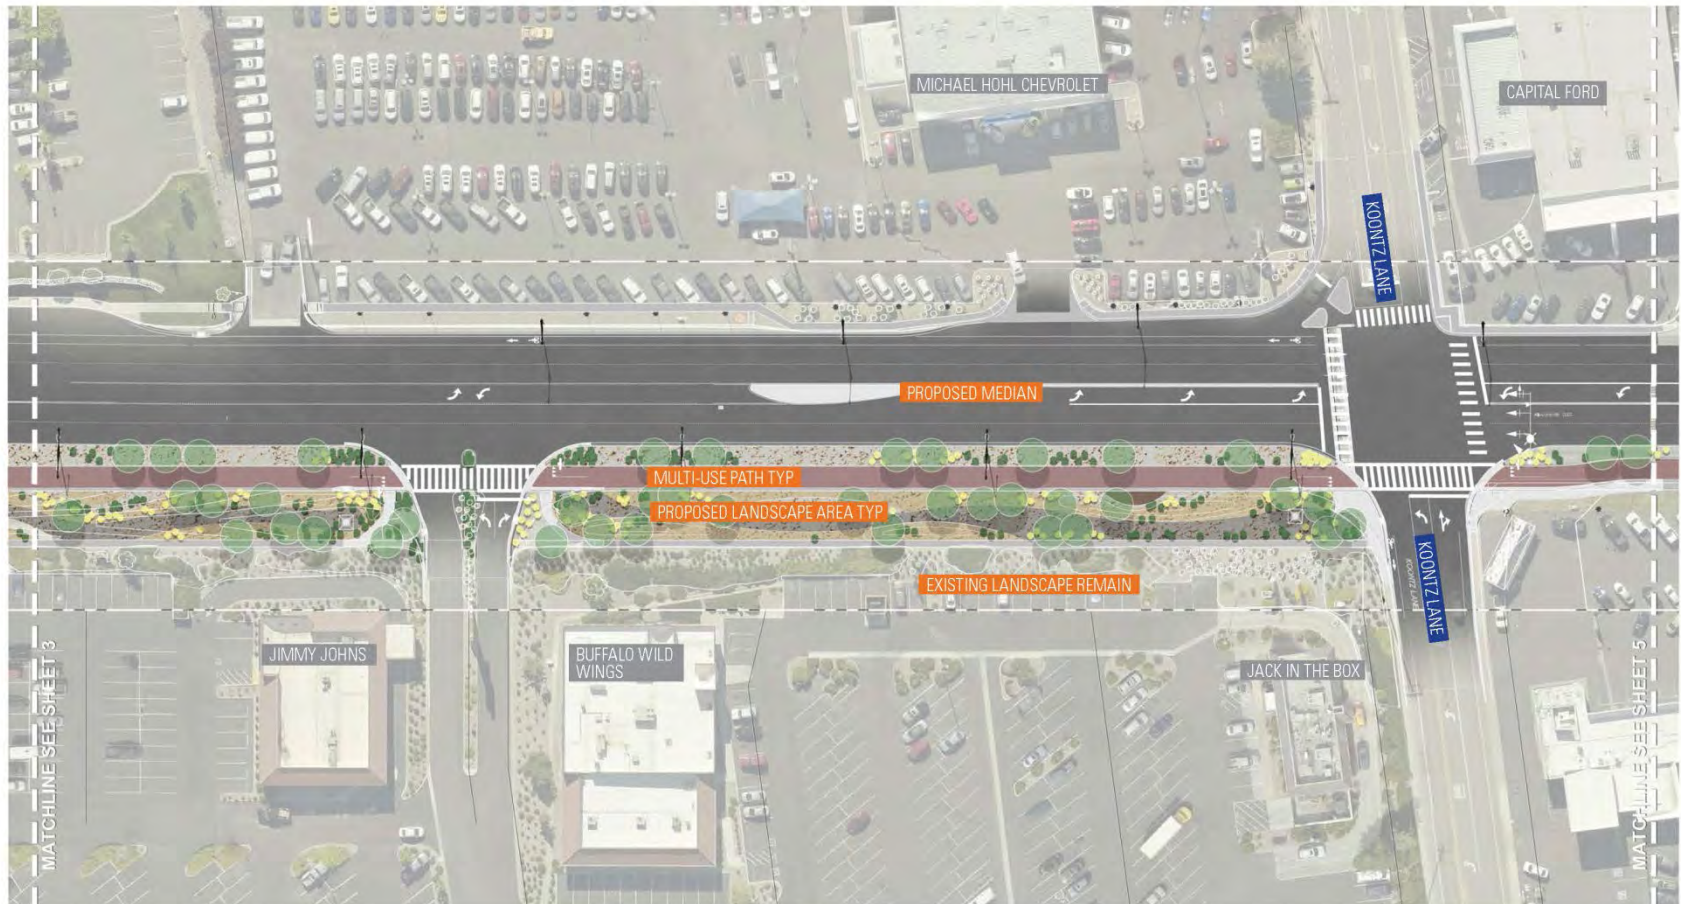 MICHAEL HOHL CHEVROLET
CAPITAL FORD
KOONTZ LANE
PROPOSED MEDIAN
MULTI-USE PATH TYP
PROPOSED LANDSCAPE AREA TYP
EXISTING LANDSCAPE REMAIN
KOONTZ LANE
KOONTZ LANE
JIMMY JOHNS
BUFFALO WILD
WINGS
JACK IN THE BOX
MATCHLINE SEE SHEET 3
MATCHLINE SEE SHEET 5